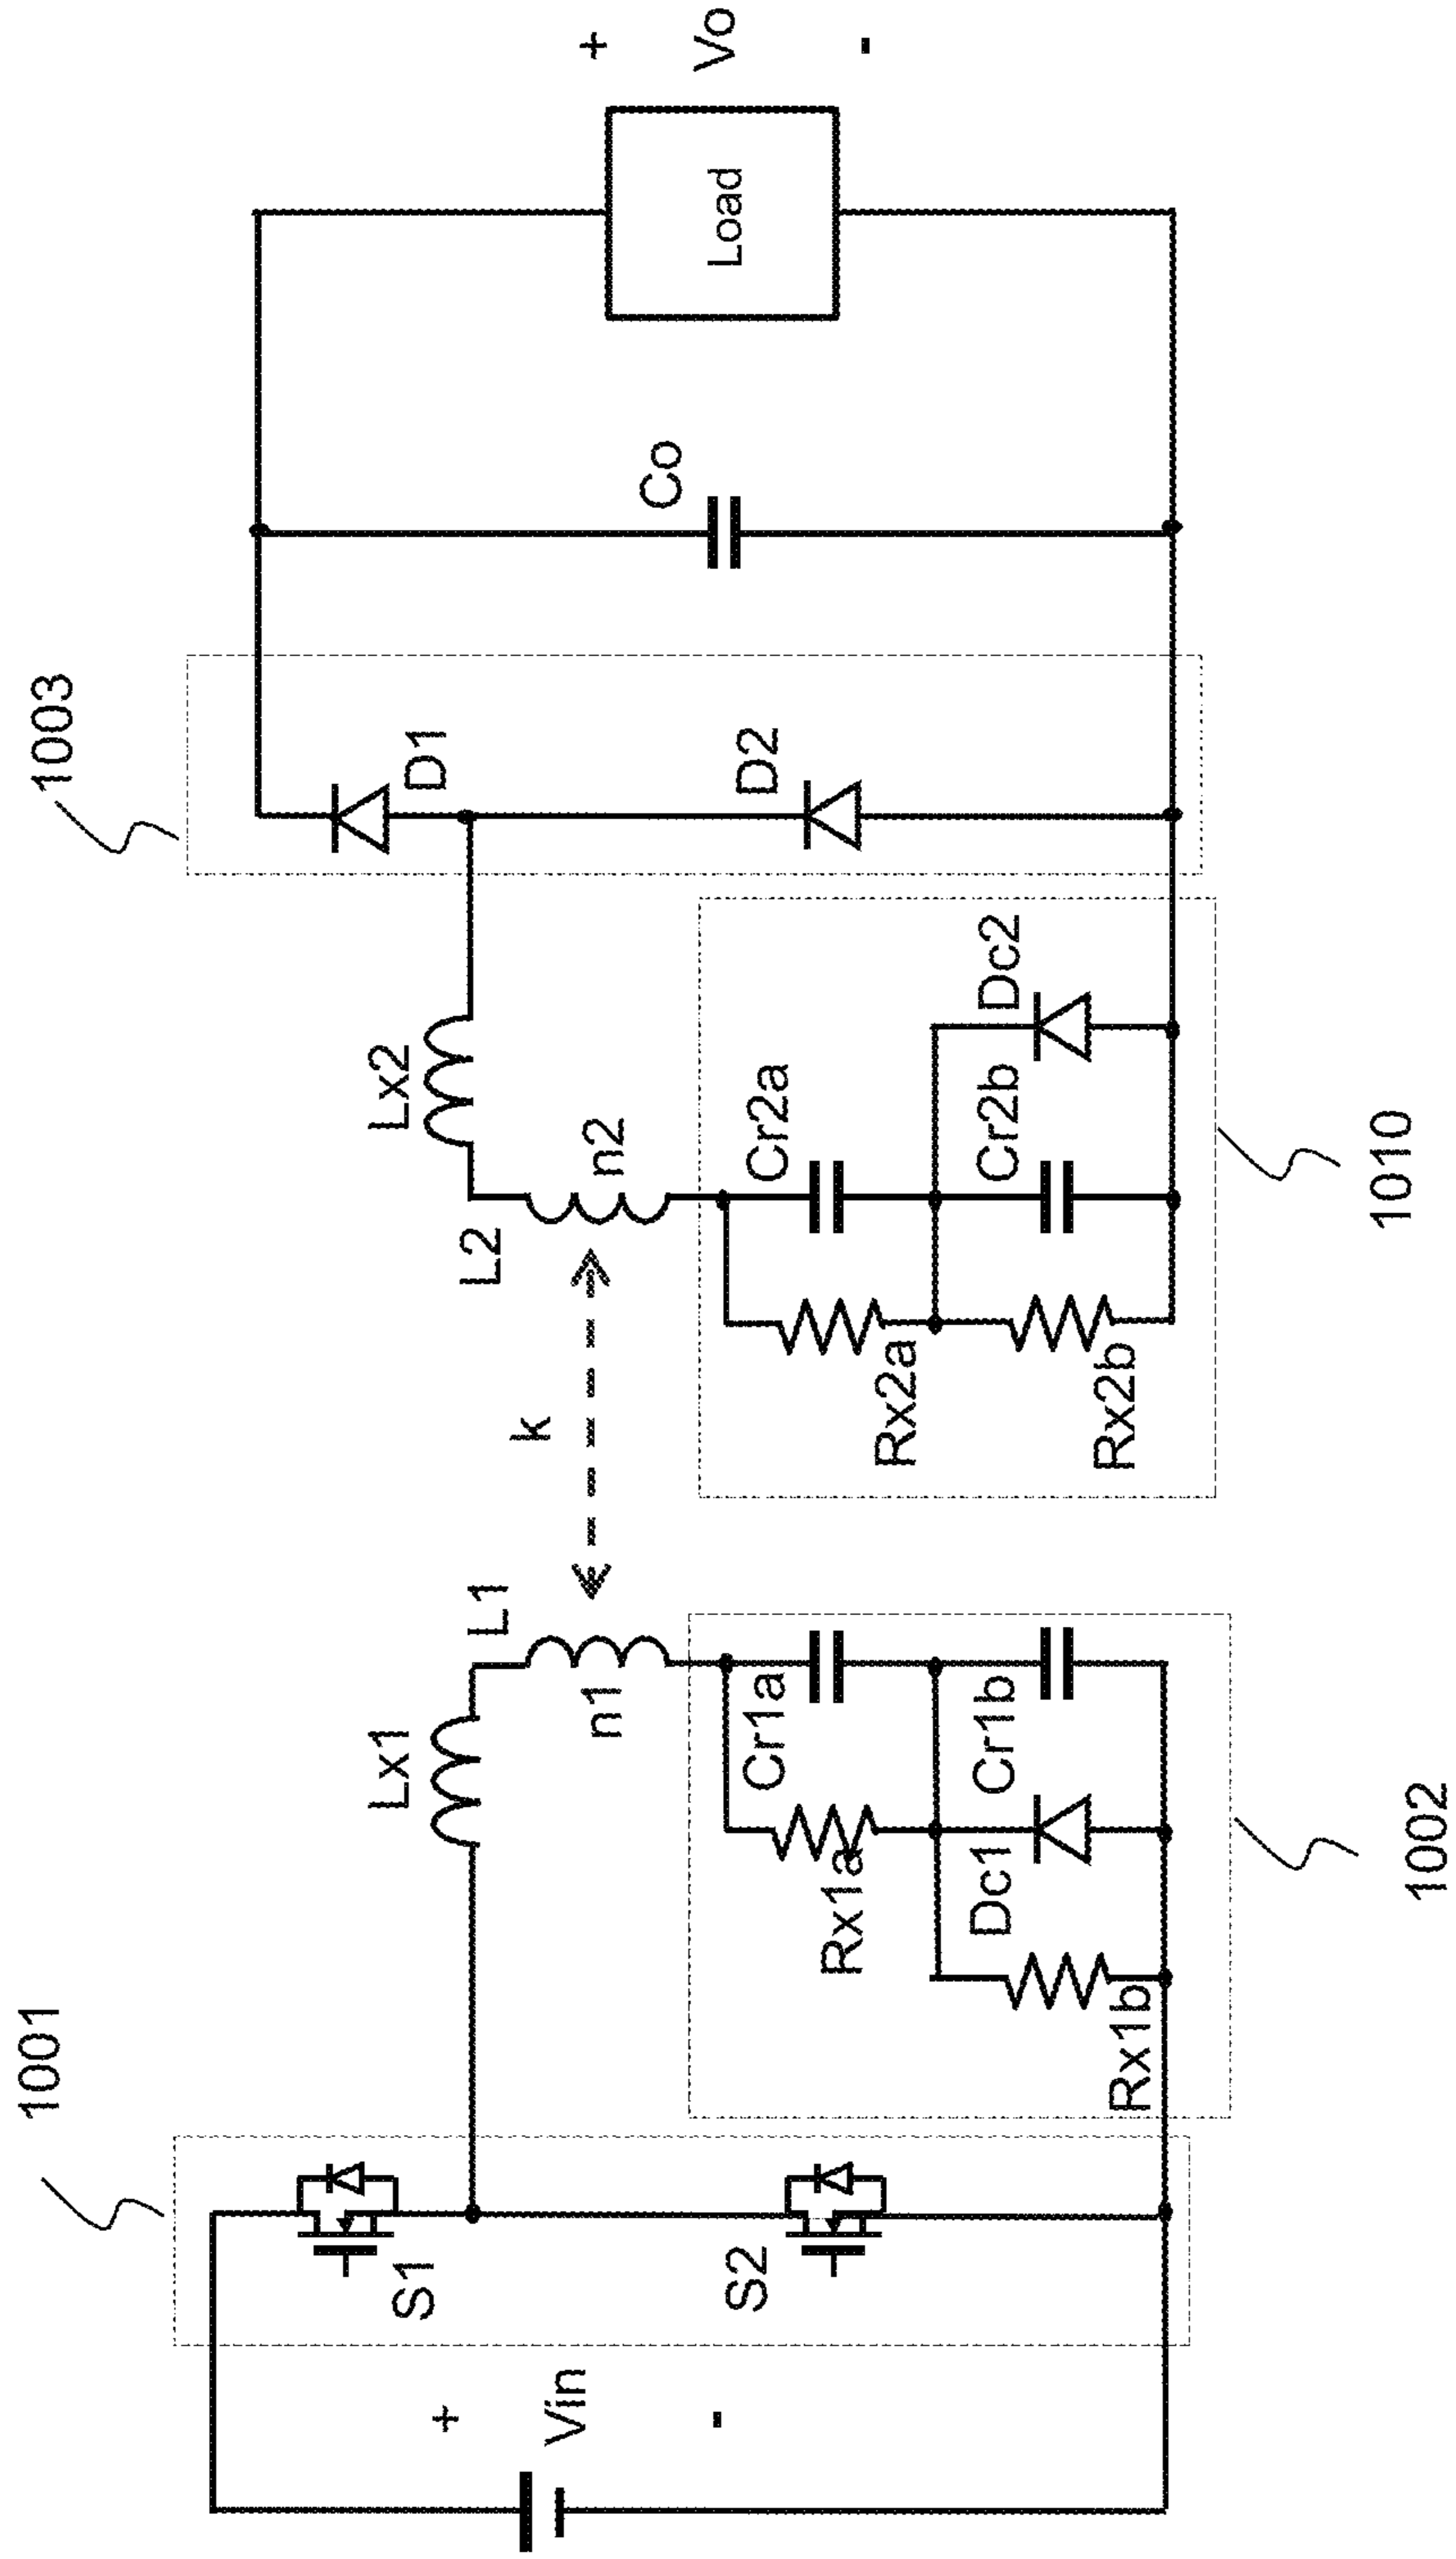 1001
1003
Vin
+
-
S1
S2
Lx1
L1
n1
k
L2
n2
Lx2
Cr1a
Rx1a
Cr1b
Dc1
Rx1b
1002
Cr2a
Rx2a
Cr2b
Dc2
Rx2b
1010
D1
D2
Co
Load
+
Vo
-